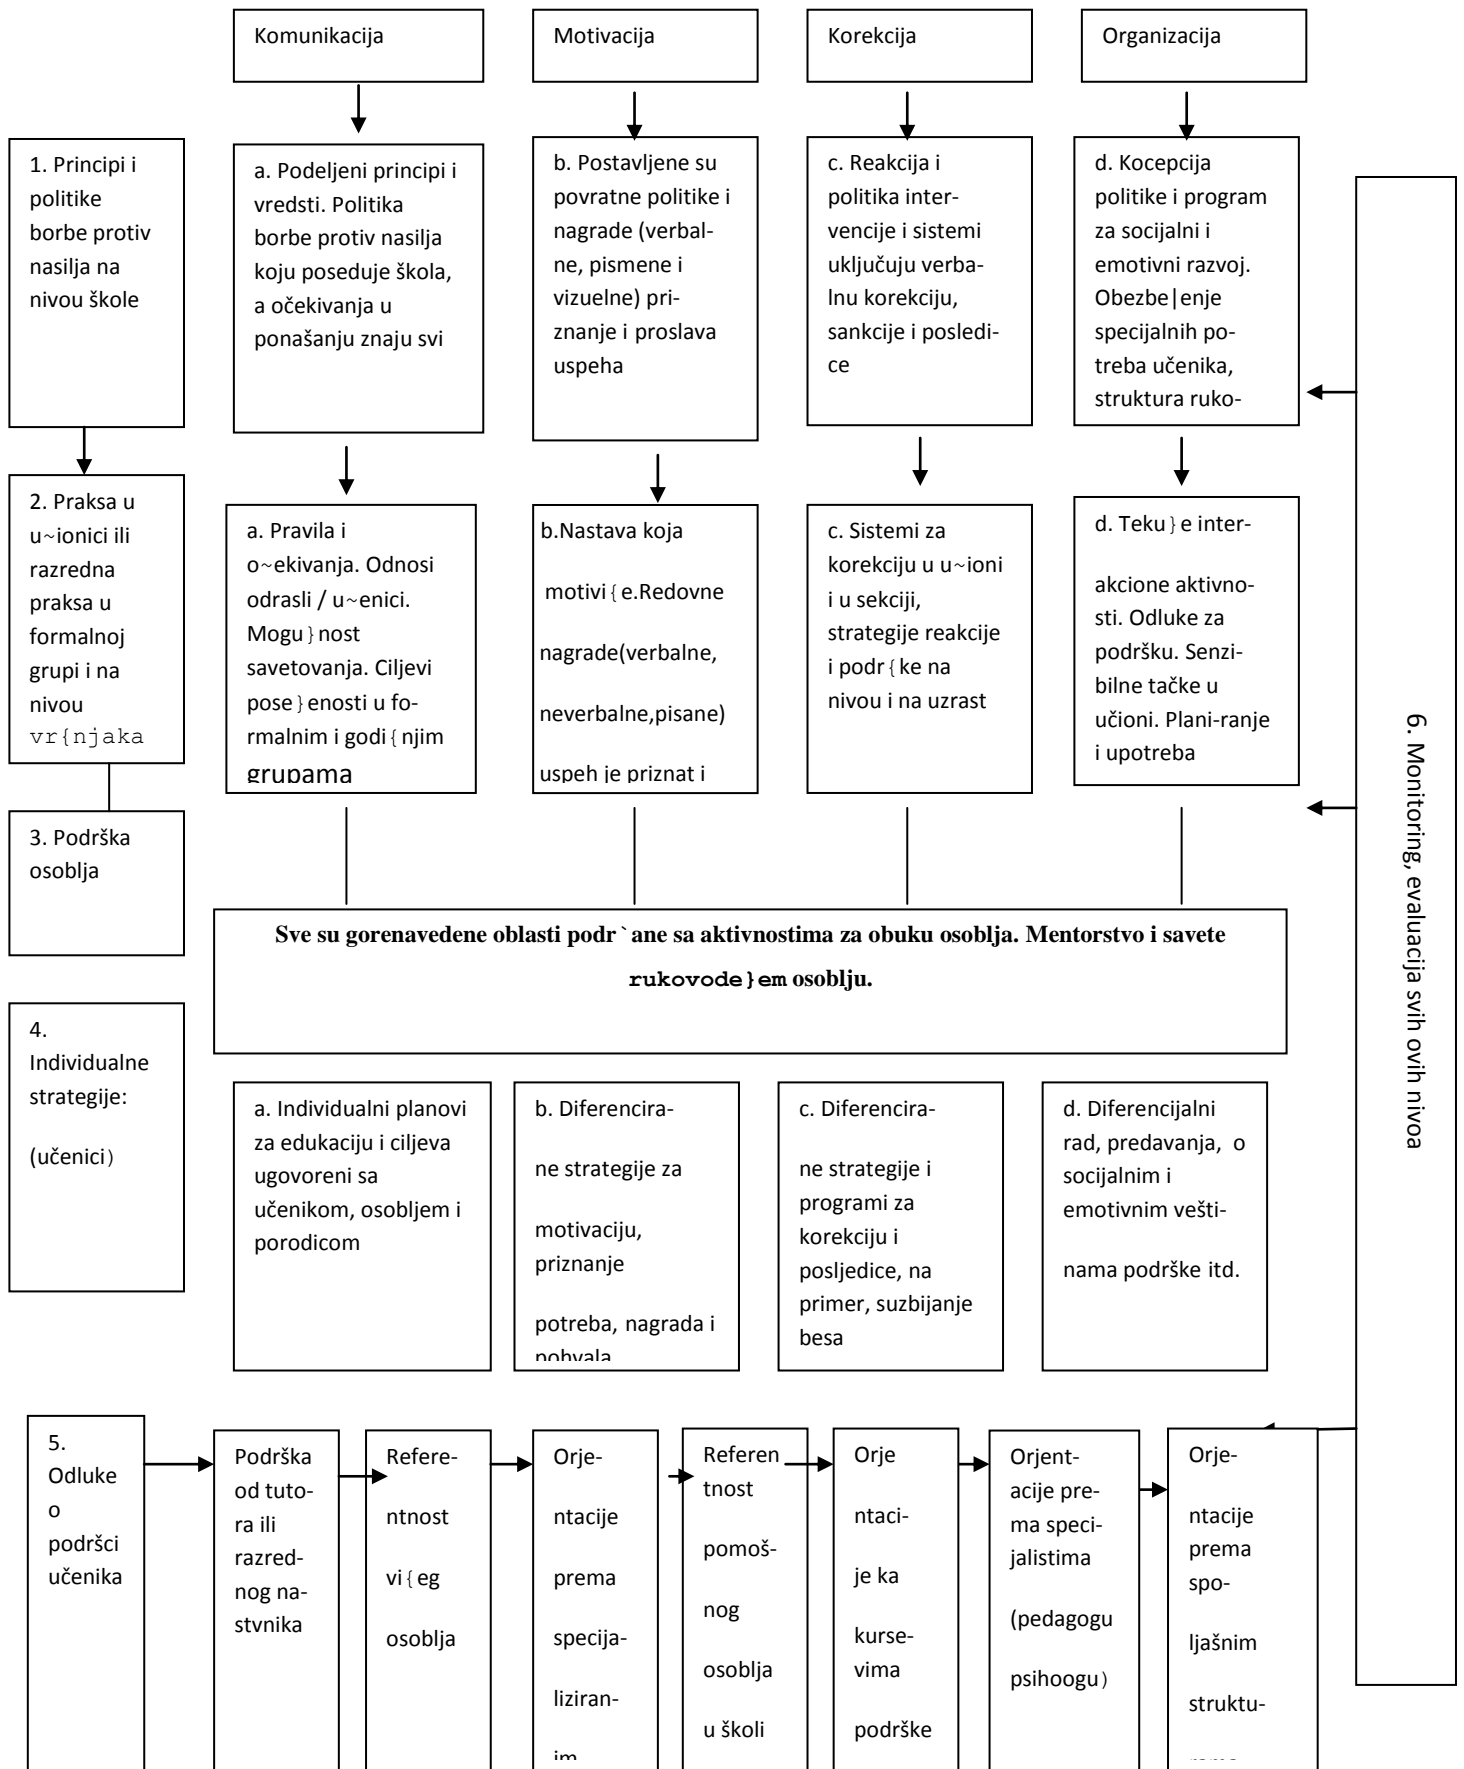 Komunikacija
Motivacija
Korekcija
Organizacija
1. Principi i
politike
borbe protiv
nasilja na
nivou škole
a. Podeljeni principi i
vredsti. Politika
borbe protiv nasilja
koju poseduje škola,
a očekivanja u
ponašanju znaju svi
b. Postavljene su
povratne politike i
nagrade (verbal-
ne, pismene i
vizuelne) pri-
znanje i proslava
uspeha
c. Reakcija i
politika inter-
vencije i sistemi
uključuju verba-
lnu korekciju,
sankcije i posledi-
ce
d. Kocepcija
politike i program
za socijalni i
emotivni razvoj.
Obezbe|enje
specijalnih po-
treba učenika,
struktura ruko-
2. Praksa u
u~ionici ili
razredna
praksa u
formalnoj
grupi i na
nivou
vr{njaka
a. Pravila i
o~ekivanja. Odnosi
odrasli / u~enici.
Mogu}nost
savetovanja. Ciljevi
pose}enosti u fo-
rmalnim i godi{njim
grupama
b.Nastava koja
motivi{e.Redovne
nagrade(verbalne,
neverbalne,pisane)
uspeh je priznat i
c. Sistemi za
korekciju u u~ioni
i u sekciji,
strategije reakcije
i podr{ke na
nivou i na uzrast
d. Teku}e inter-
akcione aktivno-
sti. Odluke za
podršku. Senzi-
bilne tačke u
učioni. Plani-ranje
i upotreba
3. Podrška
osoblja
Sve su gorenavedene oblasti podr`ane sa aktivnostima za obuku osoblja. Mentorstvo i savete
rukovode}em osoblju.
4.
Individualne
strategije:
(učenici)
a. Individualni planovi
za edukaciju i ciljeva
ugovoreni sa
učenikom, osobljem i
porodicom
b. Diferencira-
ne strategije za
motivaciju,
priznanje
potreba, nagrada i
pohvala
c. Diferencira-
ne strategije i
programi za
korekciju i
posljedice, na
primer, suzbijanje
besa
d. Diferencijalni
rad, predavanja, o
socijalnim i
emotivnim vešti-
nama podrške itd.
5.
Odluke
o
podršci
učenika
Podrška
od tuto-
ra ili
razred-
nog na-
stvnika
Refere-
ntnost
vi{eg
osoblja
Orje-
ntacije
prema
specija-
liziran-
im
Referen
tnost
pomoš-
nog
osoblja
u školi
Orje
ntaci-
je ka
kurse-
vima
podrške
Orjent-
acije pre-
ma speci-
jalistima
(pedagogu
psihoogu)
Orje-
ntacije
prema
spo-
ljašnim
struktu-
rama
6. Monitoring, evaluacija svih ovih nivoa